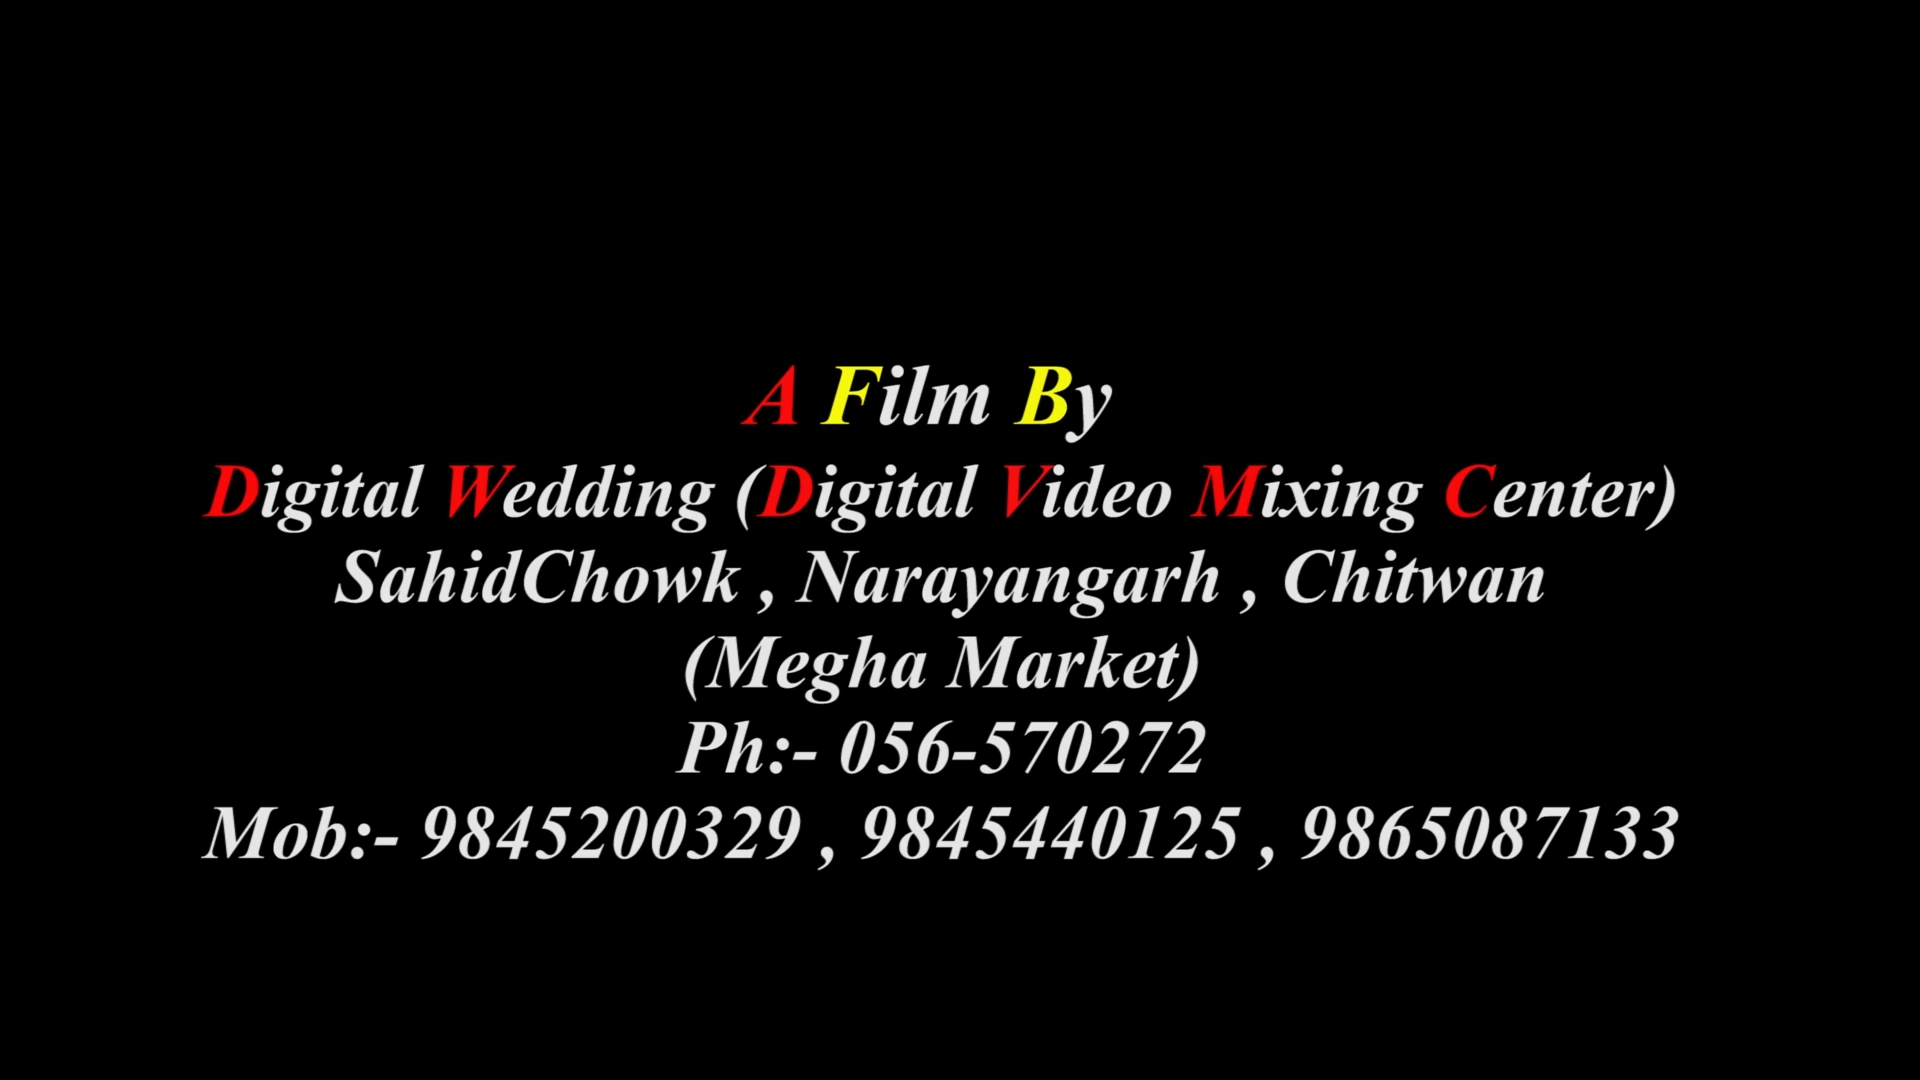 A Film By
Digital Wedding (Digital Video Mixing Center)
SahidChowk , Narayangarh , Chitwan
(Megha Market)
Ph:- 056-570272
Mob:- 9845200329 , 9845440125 , 9865087133